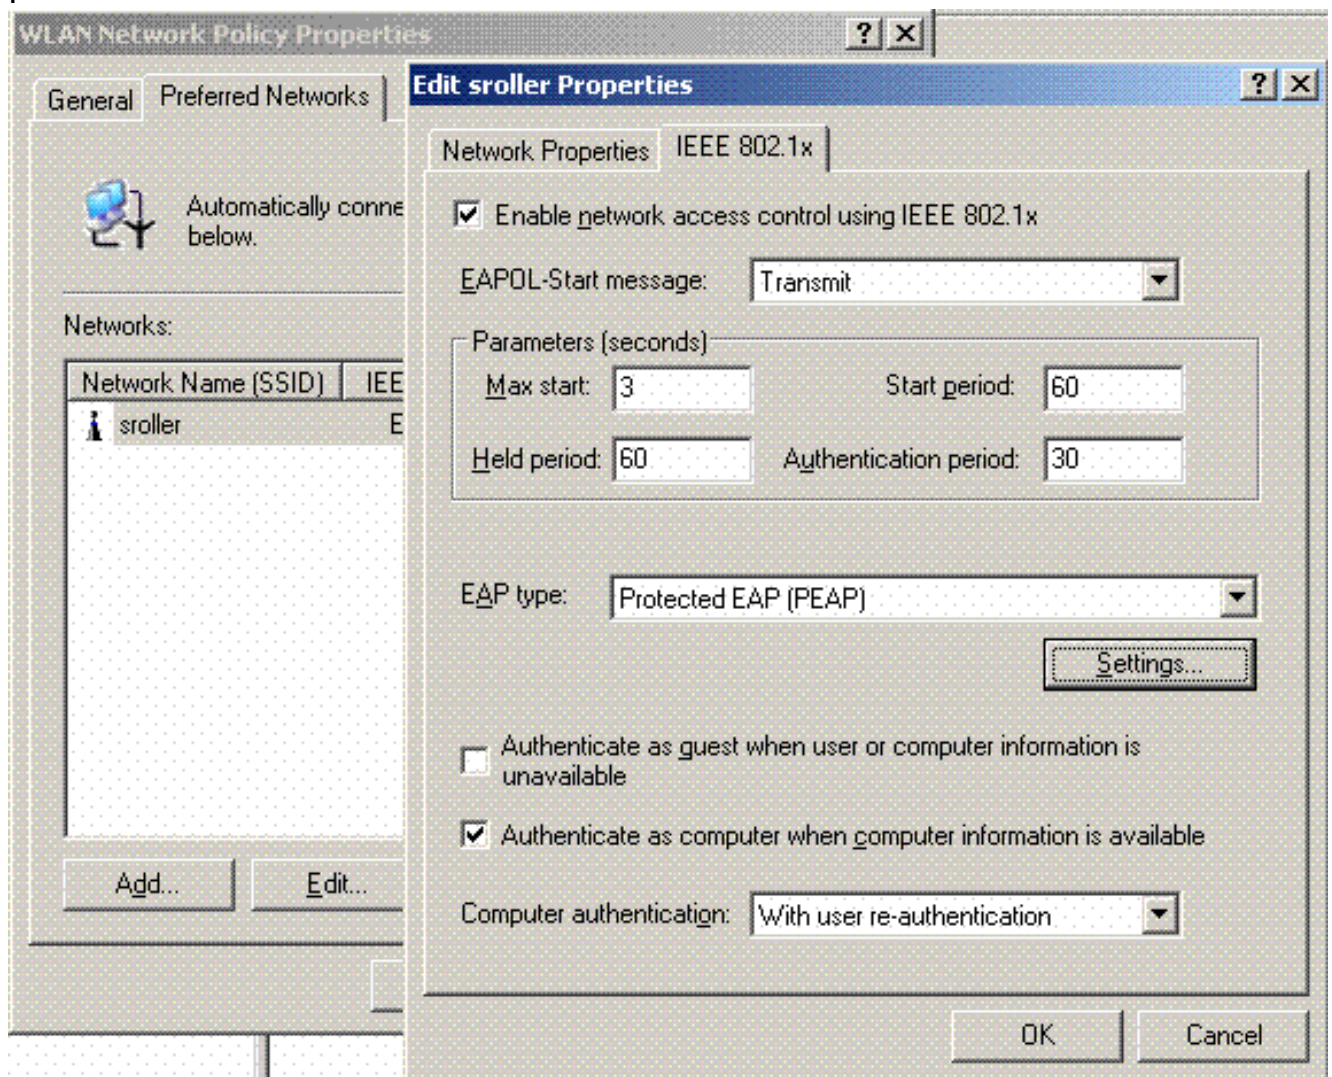 WLAN Network Policy Properties
General
Preferred Networks
Automatically conne
below.
Networks:
Network Name (SSID)
IEE
sroller
E
Add...
Edit...
Edit sroller Properties
Network Properties
IEEE 802.1x
Enable network access control using IEEE 802.1x
EAPOL-Start message:
Transmit
Parameters (seconds)
Max start:
3
Start period:
60
Held period:
60
Authentication period:
30
EAP type:
Protected EAP (PEAP)
Settings...
Authenticate as guest when user or computer information is
unavailable
Authenticate as computer when computer information is available
Computer authentication:
With user re-authentication
OK
Cancel